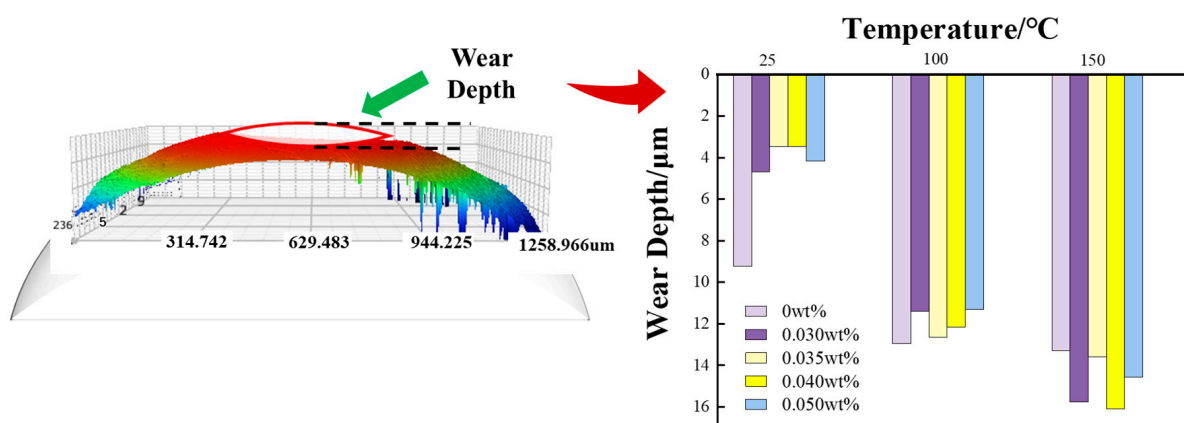 Wear
Depth
236
5
2
9
314.742
629.483
944.225
1258.966um
Temperature/°C
25
100
150
Wear Depth/μm
0
2
4
6
8
10
12
14
16
0wt%
0.030wt%
0.035wt%
0.040wt%
0.050wt%